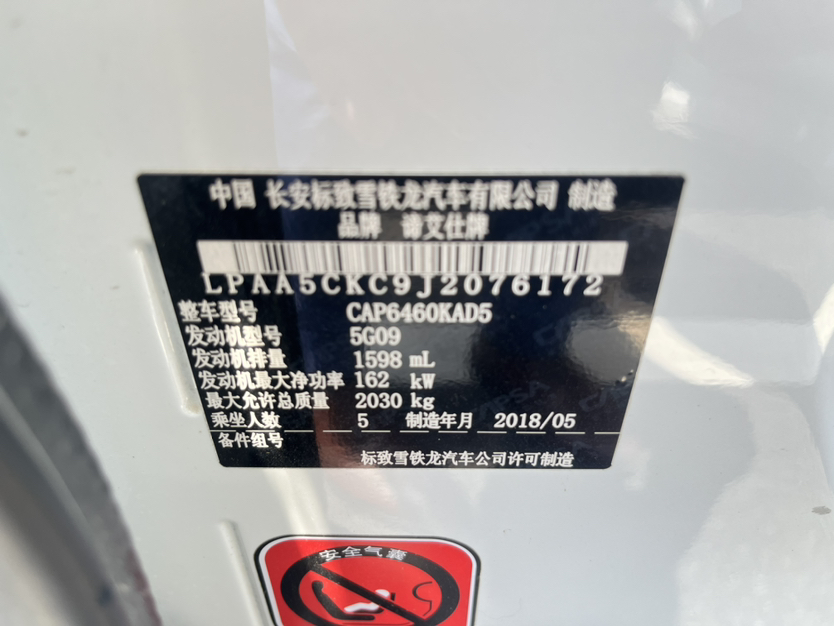 中国 长安标致雪铁龙汽车有限公司 制造
品牌 谛艾仕牌
LPAA5CKC9J2076172
整车型号 CAP6460KAD5
发动机型号 5G09
发动机排量 1598 mL
发动机最大净功率 162 kW
最大允许总质量 2030 kg
乘坐人数 5 制造年月 2018/05
备件组号
标致雪铁龙汽车公司许可制造
安全气囊